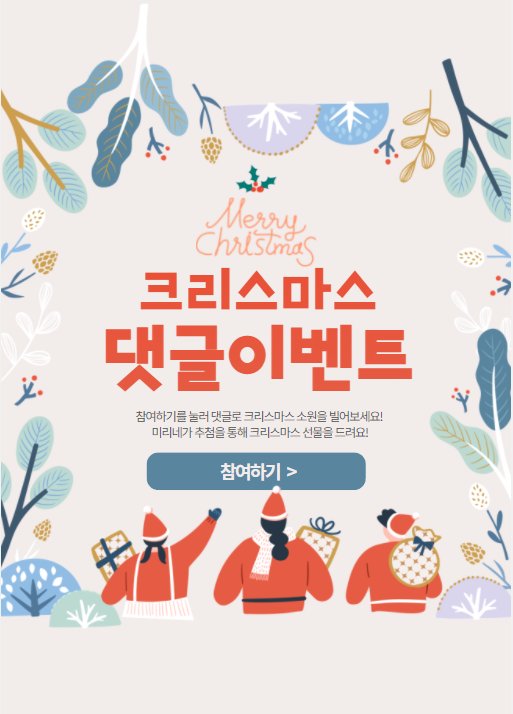 Merry
Christmas
크리스마스
댓글이벤트
참여하기를 눌러 댓글로 크리스마스 소원을 빌어보세요!
미리네가 추첨을 통해 크리스마스 선물을 드려요!
참여하기 >